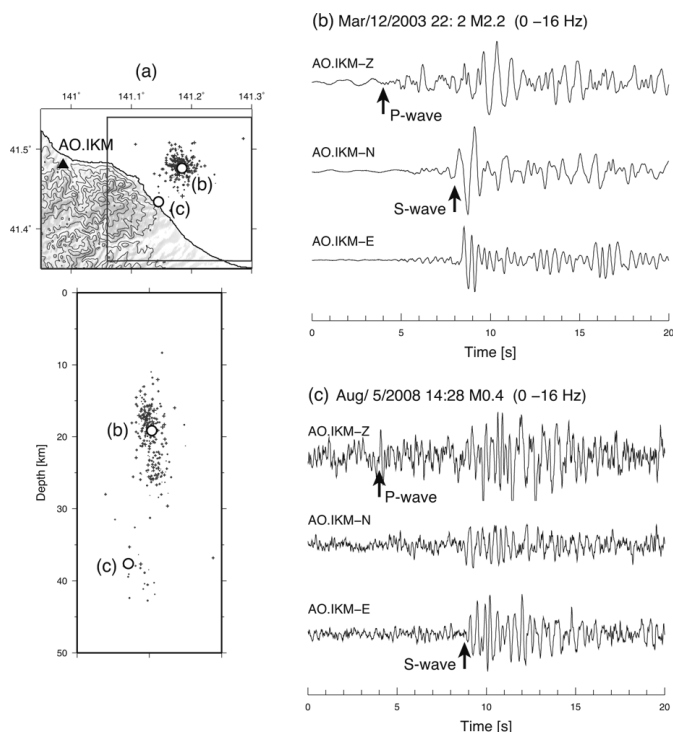 (a)
141° 141.1° 141.2° 141.3°
41.5°
41.4°
AO.IKM
(b)
(c)
0
10
20
30
40
50
Depth [km]
(b)
(c)
(b) Mar/12/2003 22: 2 M2.2 (0 −16 Hz)
AO.IKM−Z
P-wave
AO.IKM−N
S-wave
AO.IKM−E
0 5 10 15 20
Time [s]
(c) Aug/ 5/2008 14:28 M0.4 (0 −16 Hz)
AO.IKM−Z
P-wave
AO.IKM−N
AO.IKM−E
S-wave
0 5 10 15 20
Time [s]